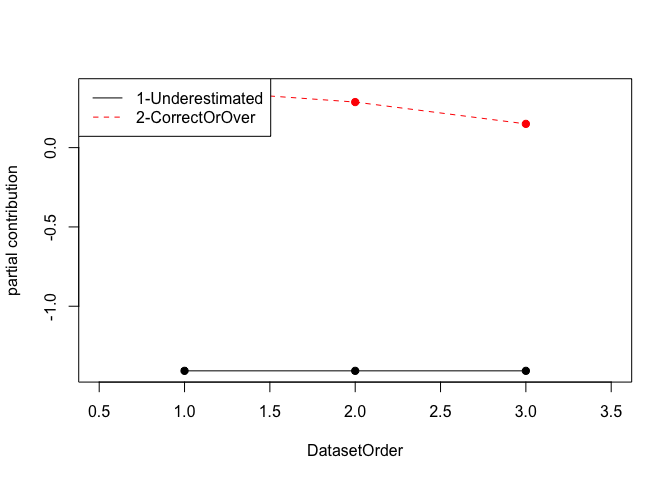 1-Underestimated
2-CorrectOrOver
partial contribution
0.0
-0.5
-1.0
0.5 1.0 1.5 2.0 2.5 3.0 3.5
DatasetOrder